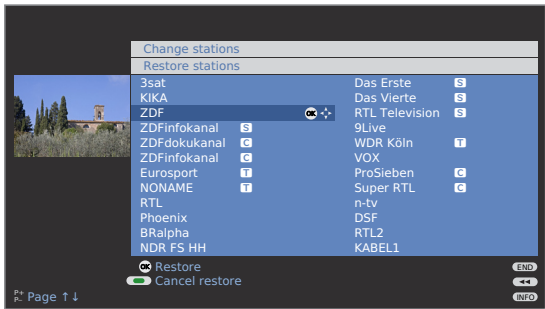 Change stations
Restore stations
3sat
KIKA
ZDF OK
ZDFinfokanal S
ZDFdokukanal C
ZDFinfokanal C
Eurosport T
NONAME T
RTL
Phoenix
BRalpha
NDR FS HH
Das Erste S
Das Vierte S
RTL Television S
9Live
WDR Köln T
VOX
ProSieben C
Super RTL C
n-tv
DSF
RTL2
KABEL1
OK Restore
Cancel restore
P+
P- Page ↑↓
END
◄◄
INFO